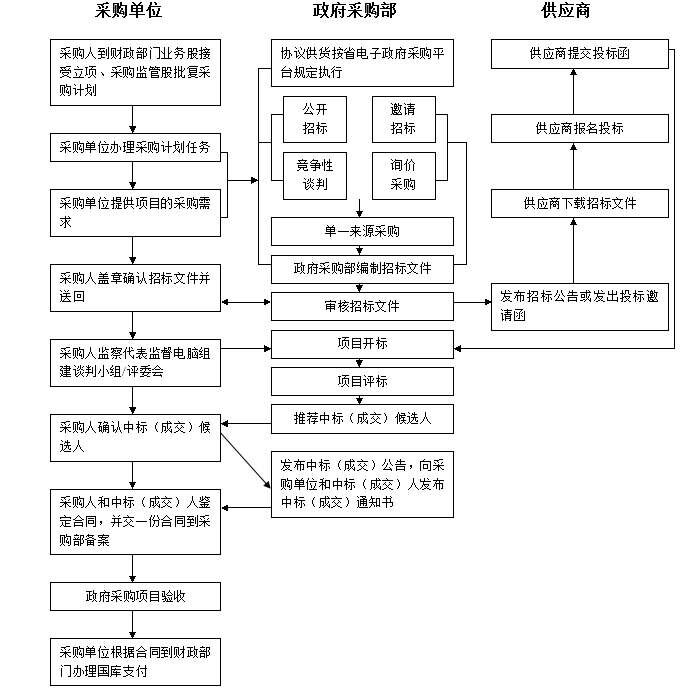 采购单位
政府采购部
供应商
采购人到财政部门业务股接
受立项、采购监管股批复采
购计划
采购单位办理采购计划任务
采购单位提供项目的采购需
求
采购人盖章确认招标文件并
送回
采购人监察代表监督电脑组
建谈判小组/评委会
采购人确认中标（成交）候
选人
采购人和中标（成交）人鉴
定合同，并交一份合同到采
购部备案
政府采购项目验收
采购单位根据合同到财政部
门办理国库支付
协议供货按省电子政府采购平
台规定执行
公开
招标
邀请
招标
竞争性
谈判
询价
采购
单一来源采购
政府采购部编制招标文件
审核招标文件
项目开标
项目评标
推荐中标（成交）候选人
发布中标（成交）公告，向采
购单位和中标（成交）人发布
中标（成交）通知书
供应商提交投标函
供应商报名投标
供应商下载招标文件
发布招标公告或发出投标邀
请函